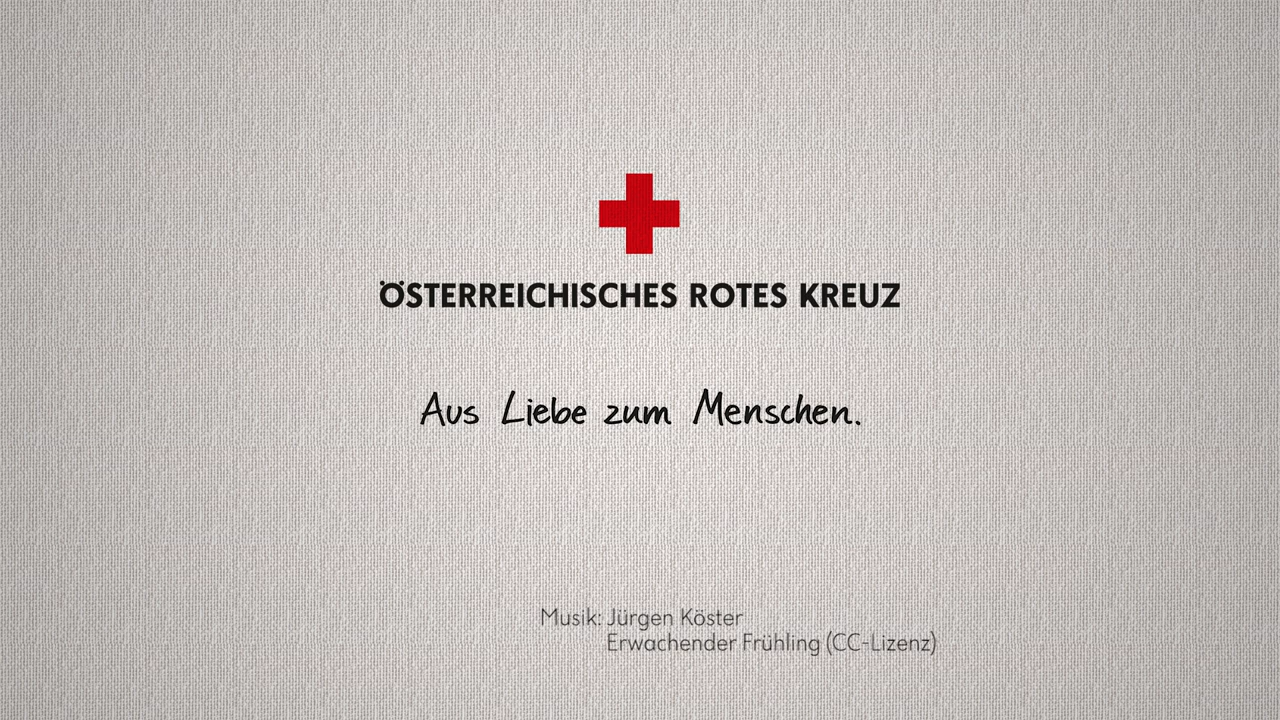 ÖSTERREICHISCHES ROTES KREUZ
Aus Liebe zum Menschen.
Musik: Jürgen Köster
Erwachender Frühling (CC-Lizenz)